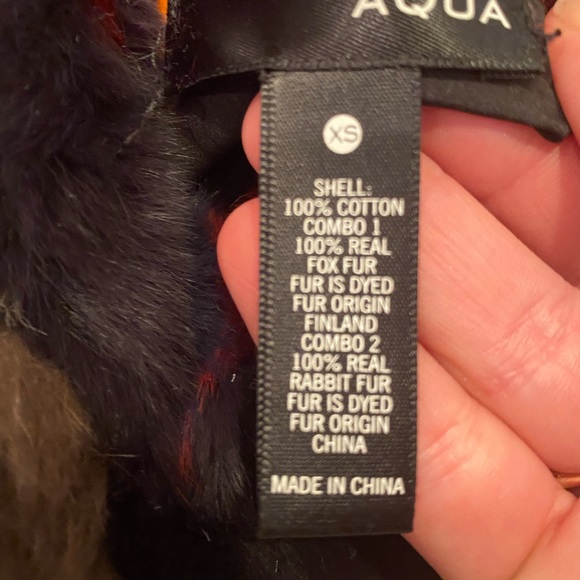 AQUA
XS
SHELL:
100% COTTON
COMBO 1
100% REAL
FOX FUR
FUR IS DYED
FUR ORIGIN
FINLAND
COMBO 2
100% REAL
RABBIT FUR
FUR IS DYED
FUR ORIGIN
CHINA
MADE IN CHINA